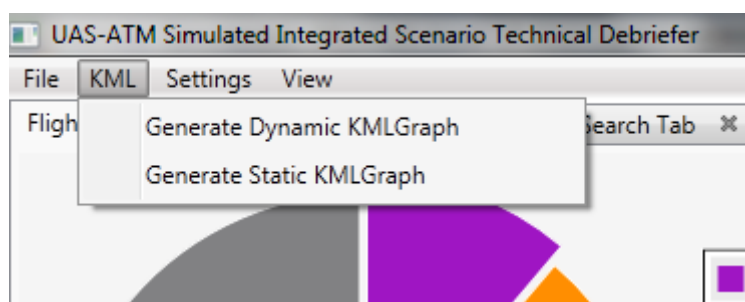 UAS-ATM Simulated Integrated Scenario Technical Debriefer
File KML Settings View
Search Tab
Generate Dynamic KMLGraph
Generate Static KMLGraph